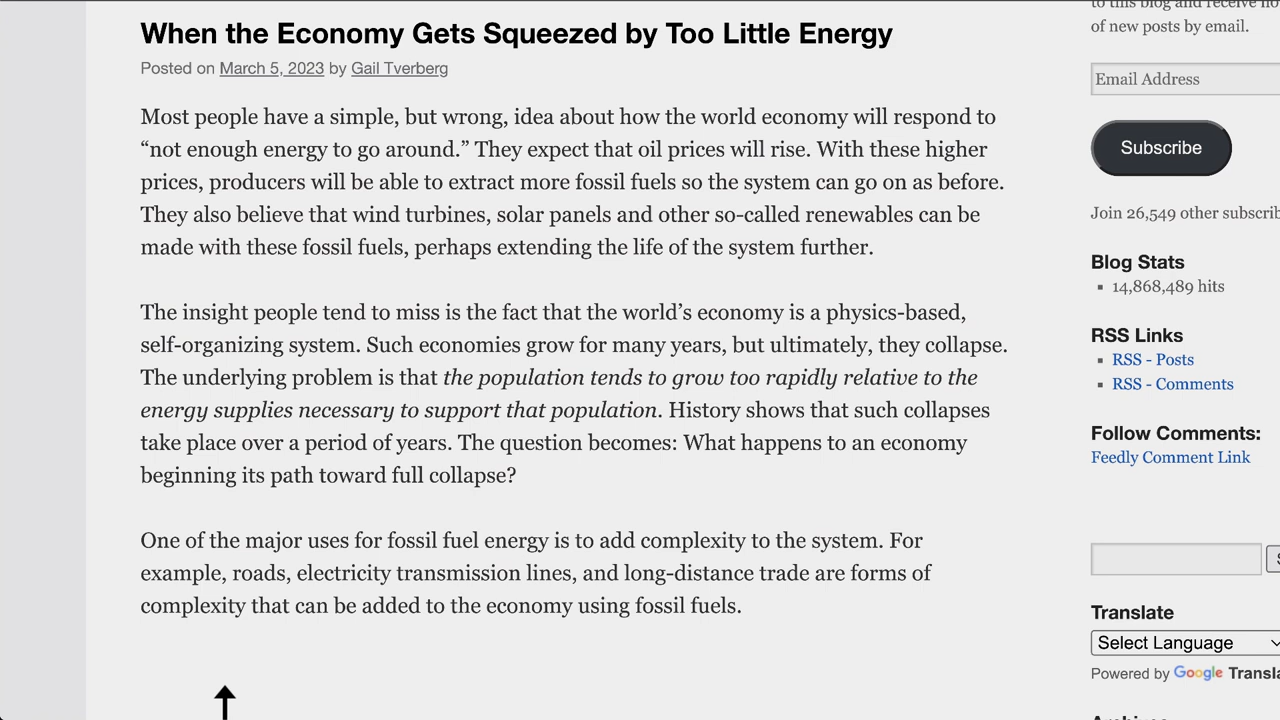 to this blog and receive
of new posts by email.
When the Economy Gets Squeezed by Too Little Energy
Posted on March 5, 2023 by Gail Tverberg
Most people have a simple, but wrong, idea about how the world economy will respond to
“not enough energy to go around.” They expect that oil prices will rise. With these higher
prices, producers will be able to extract more fossil fuels so the system can go on as before.
They also believe that wind turbines, solar panels and other so-called renewables can be
made with these fossil fuels, perhaps extending the life of the system further.
The insight people tend to miss is the fact that the world’s economy is a physics-based,
self-organizing system. Such economies grow for many years, but ultimately, they collapse.
The underlying problem is that the population tends to grow too rapidly relative to the
energy supplies necessary to support that population. History shows that such collapses
take place over a period of years. The question becomes: What happens to an economy
beginning its path toward full collapse?
One of the major uses for fossil fuel energy is to add complexity to the system. For
example, roads, electricity transmission lines, and long-distance trade are forms of
complexity that can be added to the economy using fossil fuels.
Email Address
Subscribe
Join 26,549 other
Blog Stats
14,868,489 hits
RSS Links
RSS - Posts
RSS - Comments
Follow Comments:
Feedly Comment Link
Translate
Select Language
Powered by Google